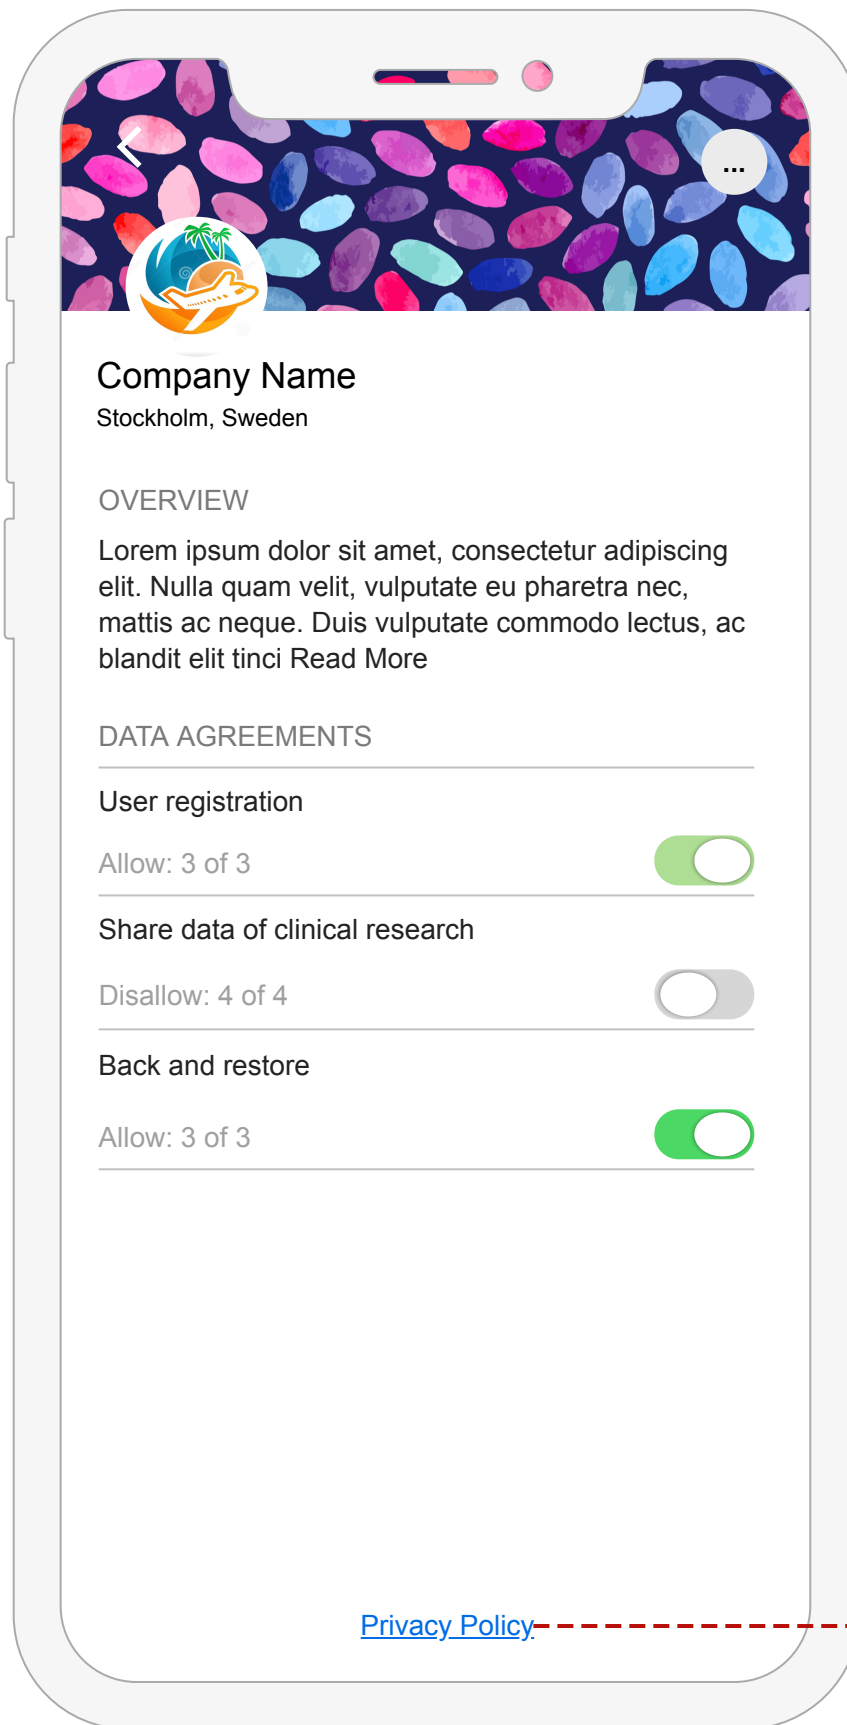 ...
Company Name
Stockholm, Sweden
OVERVIEW
Lorem ipsum dolor sit amet, consectetur adipiscing
elit. Nulla quam velit, vulputate eu pharetra nec,
mattis ac neque. Duis vulputate commodo lectus, ac
blandit elit tinci Read More
DATA AGREEMENTS
User registration
Allow: 3 of 3
Share data of clinical research
Disallow: 4 of 4
Back and restore
Allow: 3 of 3
Privacy Policy